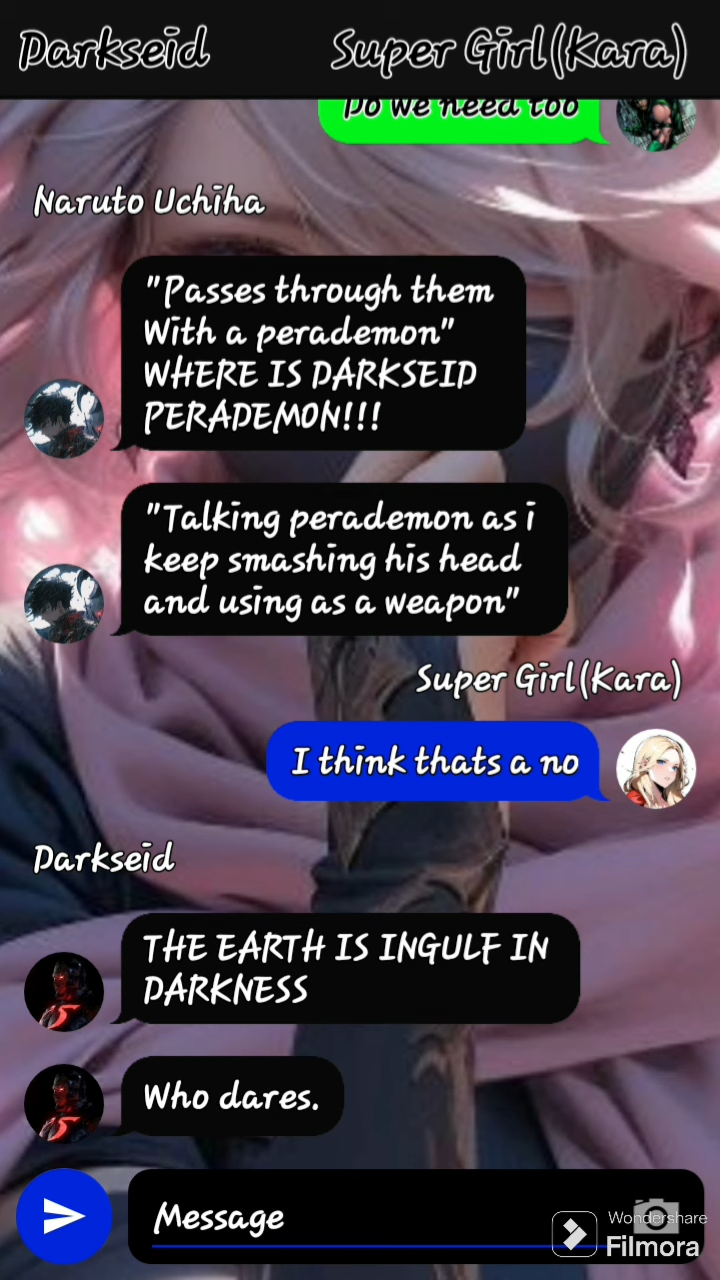 Darkseid
Super Girl(Kara)
Do we need too
Naruto Uchiha
"Passes through them
With a perademon"
WHERE IS DARKSEID
PERADEMON!!!
"Talking perademon as i
keep smashing his head
and using as a weapon"
Super Girl(Kara)
I think thats a no
Darkseid
THE EARTH IS INGULF IN
DARKNESS
Who dares.
Message
Wondershare
Filmora